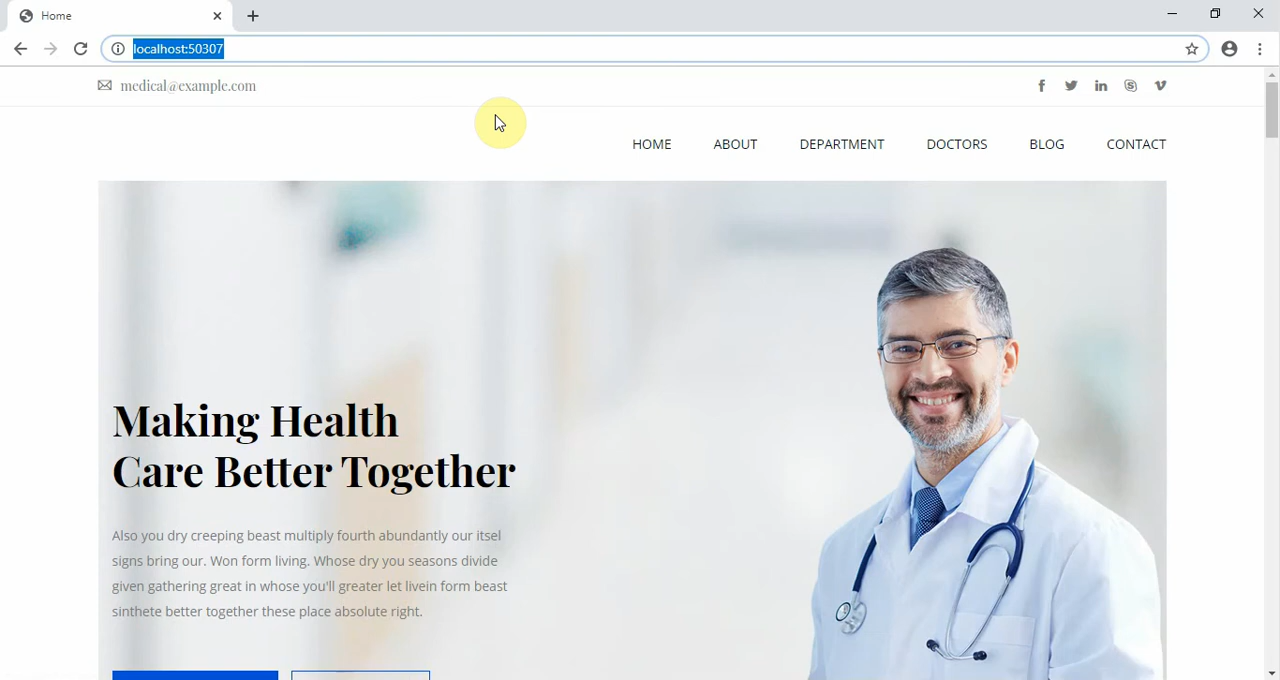 Home
localhost:50307
medical@example.com
HOME ABOUT DEPARTMENT DOCTORS BLOG CONTACT
Making Health
Care Better Together
Also you dry creeping beast multiply fourth abundantly our itsel
signs bring our. Won form living. Whose dry you seasons divide
given gathering great in whose you'll greater let livein form beast
sinthete better together these place absolute right.